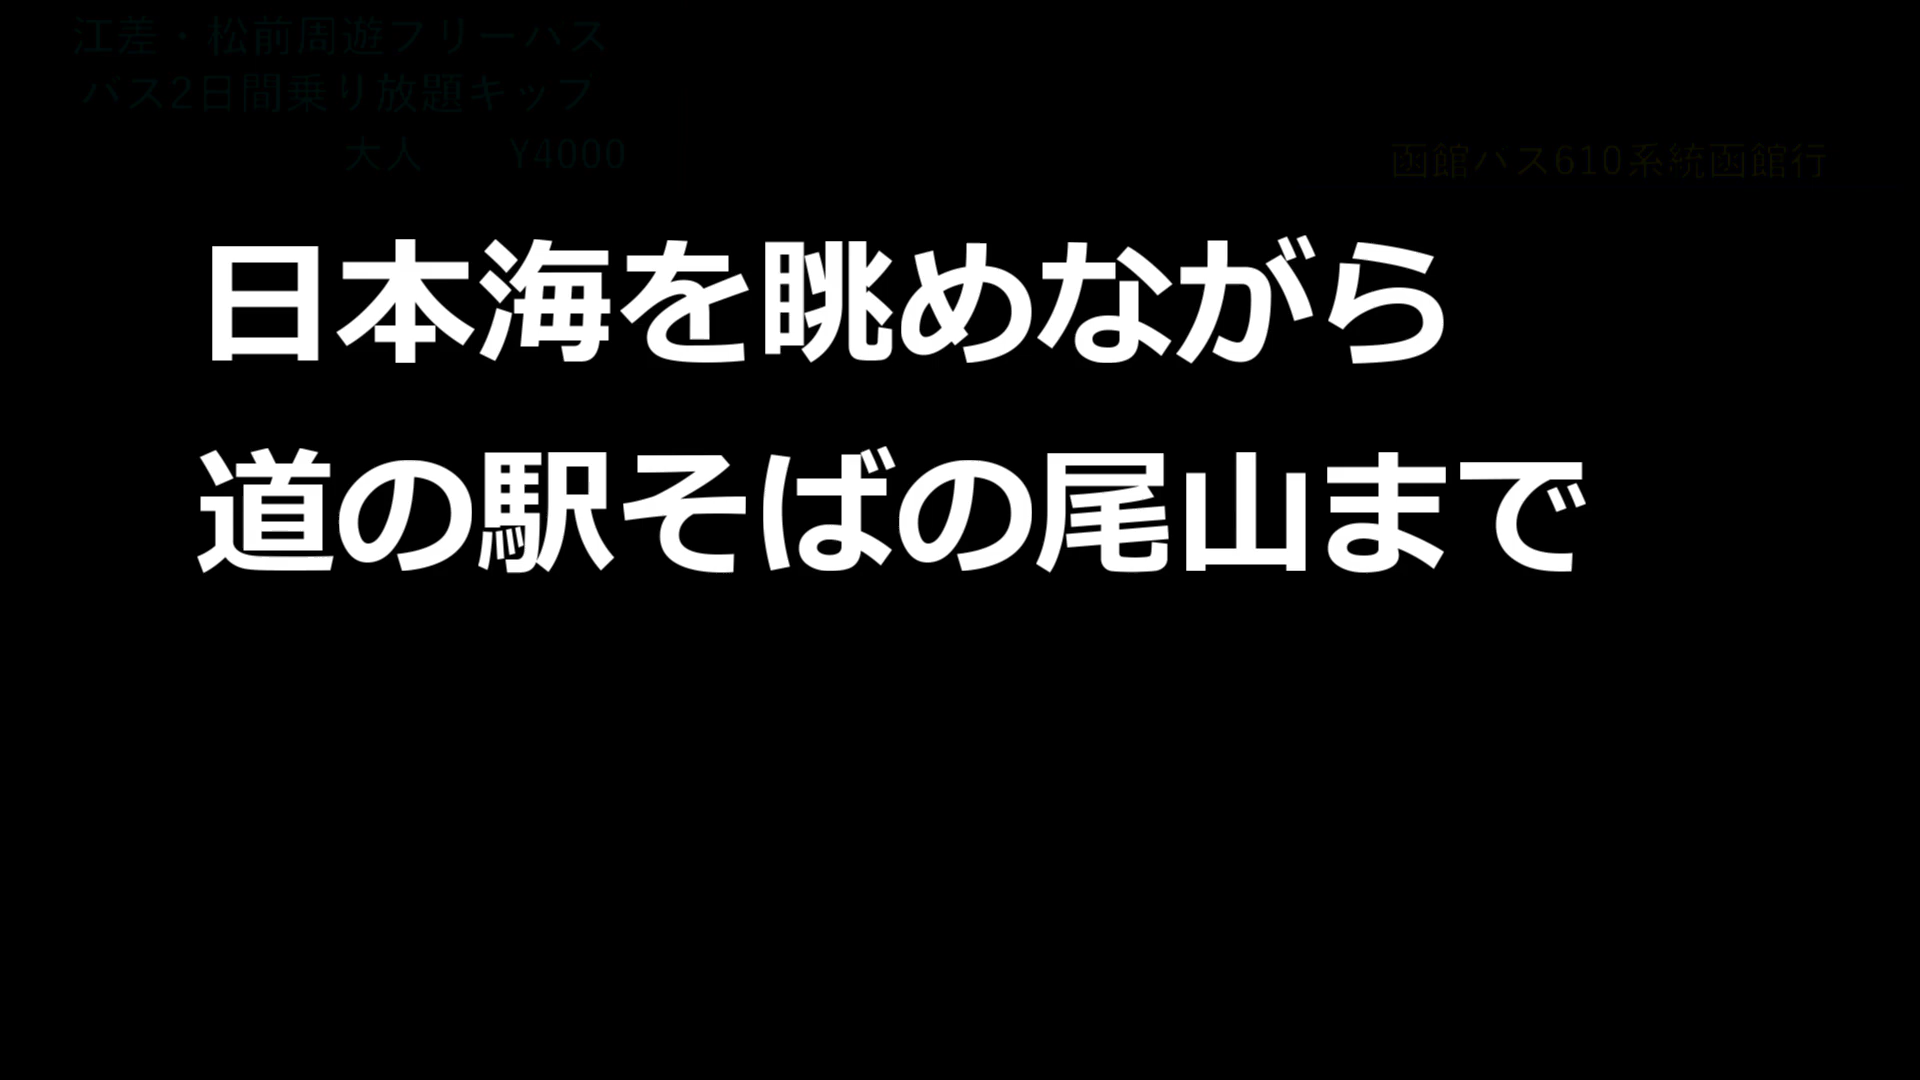 江差・松前周遊フリーパス
バス2日間乗り放題キップ
大人 ¥4000
函館バス610系統函館行
日本海を眺めながら
道の駅そばの尾山まで